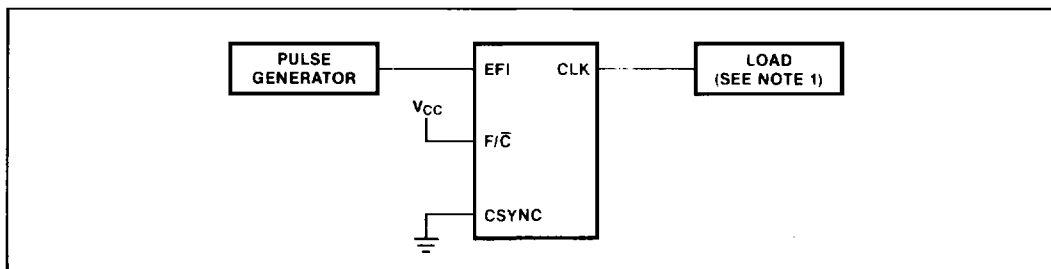 PULSE
GENERATOR
EFI
CLK
LOAD
(SEE NOTE 1)
VCC
F/C̅
CSYNC